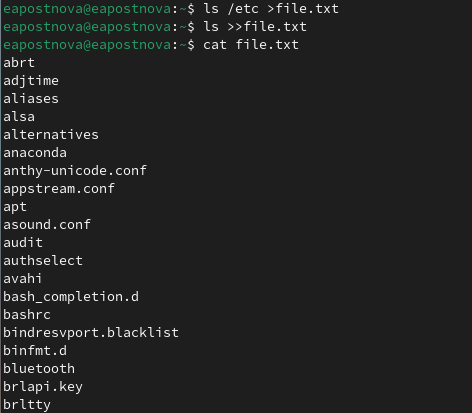 eapostnova@eapostnova:~$ ls /etc >file.txt
eapostnova@eapostnova:~$ ls >>file.txt
eapostnova@eapostnova:~$ cat file.txt
abrt
adjtime
aliases
alsa
alternatives
anaconda
anthy-unicode.conf
appstream.conf
apt
asound.conf
audit
authselect
avahi
bash_completion.d
bashrc
bindresvport.blacklist
binfmt.d
bluetooth
brlapi.key
brltty